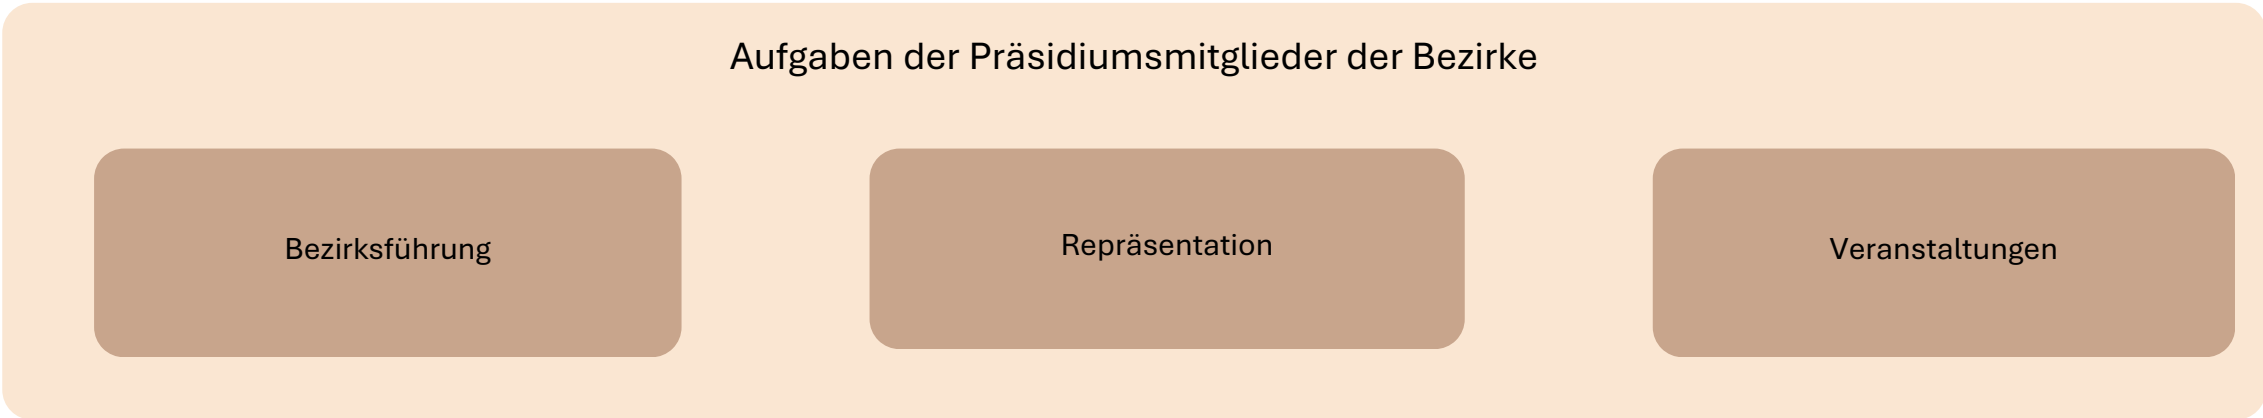 Aufgaben der Präsidiumsmitglieder der Bezirke
Bezirksführung
Repräsentation
Veranstaltungen